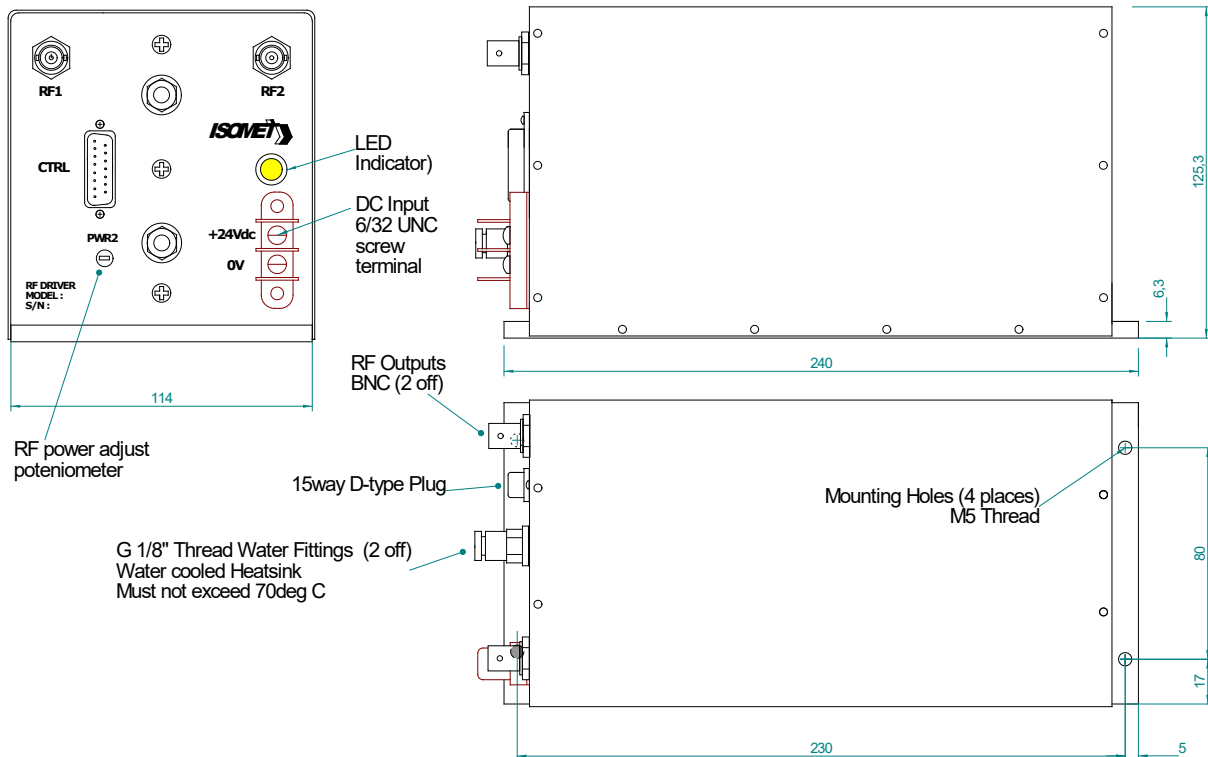 RF1
RF2
ISOMET
CTRL
LED
Indicator)
DC Input
6/32 UNC
screw
terminal
+24Vdc
0V
PWR2
RF DRIVER
MODEL :
S/N :
114
RF power adjust
poteniometer
125,3
6,3
240
RF Outputs
BNC (2 off)
15way D-type Plug
G 1/8" Thread Water Fittings (2 off)
Water cooled Heatsink
Must not exceed 70deg C
Mounting Holes (4 places)
M5 Thread
80
17
230
5